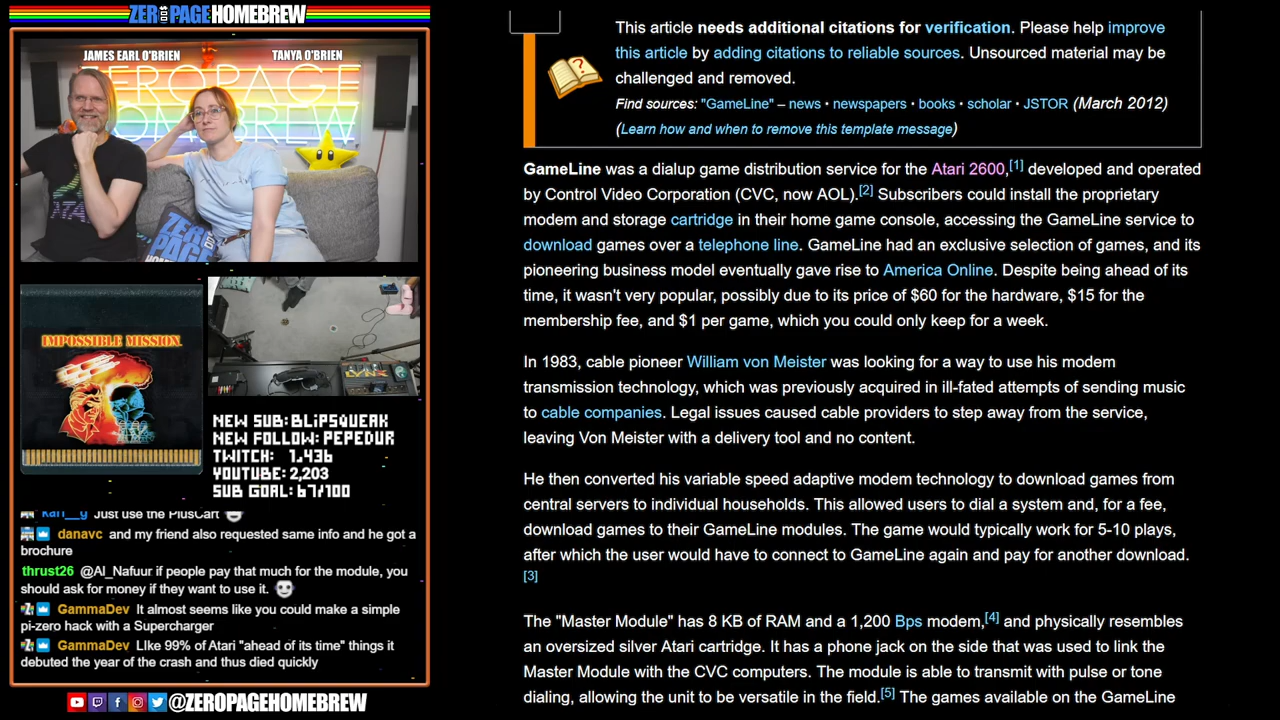 ZERO PAGE HOMEBREW
JAMES EARL O'BRIEN
TANYA O'BRIEN
ZEROPAGE
HOMEBREW
ZERO
PAGE
IMPOSSIBLE MISSION
LYNX
NEW SUB: BLIPSQUEAK
NEW FOLLOW: PEPEDUR
TWITCH: 1,436
YOUTUBE: 2,203
SUB GOAL: 67/100
karl__g Just use the PlusCart
danavc and my friend also requested same info and he got a
brochure
thrust26 @Al_Nafuur if people pay that much for the module, you
should ask for money if they want to use it.
GammaDev It almost seems like you could make a simple
pi-zero hack with a Supercharger
GammaDev LIke 99% of Atari "ahead of its time" things it
debuted the year of the crash and thus died quickly
@ZEROPAGEHOMEBREW
This article needs additional citations for verification. Please help improve
this article by adding citations to reliable sources. Unsourced material may be
challenged and removed.
Find sources: "GameLine" – news · newspapers · books · scholar · JSTOR (March 2012)
(Learn how and when to remove this template message)
GameLine was a dialup game distribution service for the Atari 2600,[1] developed and operated
by Control Video Corporation (CVC, now AOL).[2] Subscribers could install the proprietary
modem and storage cartridge in their home game console, accessing the GameLine service to
download games over a telephone line. GameLine had an exclusive selection of games, and its
pioneering business model eventually gave rise to America Online. Despite being ahead of its
time, it wasn't very popular, possibly due to its price of $60 for the hardware, $15 for the
membership fee, and $1 per game, which you could only keep for a week.
In 1983, cable pioneer William von Meister was looking for a way to use his modem
transmission technology, which was previously acquired in ill-fated attempts of sending music
to cable companies. Legal issues caused cable providers to step away from the service,
leaving Von Meister with a delivery tool and no content.
He then converted his variable speed adaptive modem technology to download games from
central servers to individual households. This allowed users to dial a system and, for a fee,
download games to their GameLine modules. The game would typically work for 5-10 plays,
after which the user would have to connect to GameLine again and pay for another download.
[3]
The "Master Module" has 8 KB of RAM and a 1,200 Bps modem,[4] and physically resembles
an oversized silver Atari cartridge. It has a phone jack on the side that was used to link the
Master Module with the CVC computers. The module is able to transmit with pulse or tone
dialing, allowing the unit to be versatile in the field.[5] The games available on the GameLine